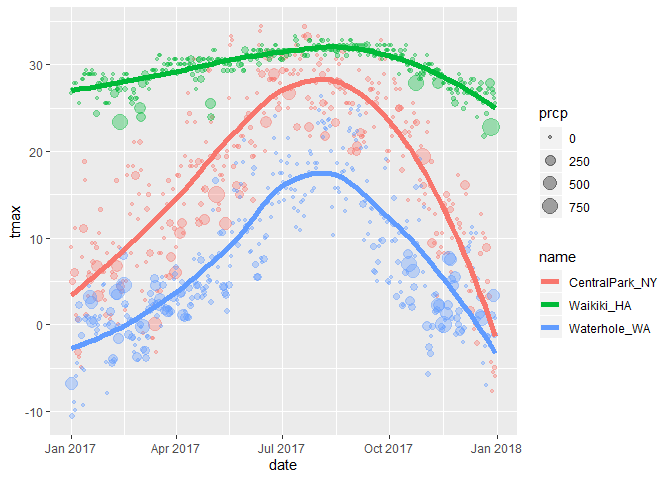 tmax
30
20
10
0
-10
Jan 2017
Apr 2017
Jul 2017
Oct 2017
Jan 2018
date
prcp
0
250
500
750
name
CentralPark_NY
Waikiki_HA
Waterhole_WA